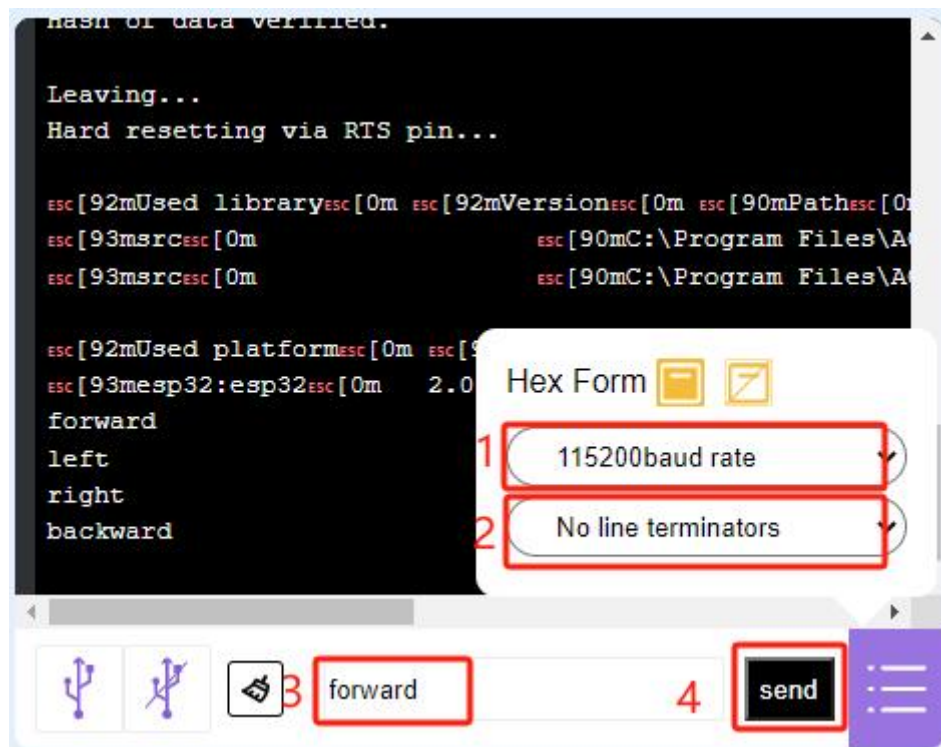 Hash of data verified.
Leaving...
Hard resetting via RTS pin...
ESC[92mUsed libraryESC[0m ESC[92mVersionESC[0m ESC[90mPathESC[0m
ESC[93msrcESC[0m ESC[90mC:\Program Files\A
ESC[93msrcESC[0m ESC[90mC:\Program Files\A
ESC[92mUsed platformESC[0m ESC[9
ESC[93mesp32:esp32ESC[0m 2.0
forward
left
right
backward
Hex Form
1 115200baud rate
2 No line terminators
3 forward
4 send